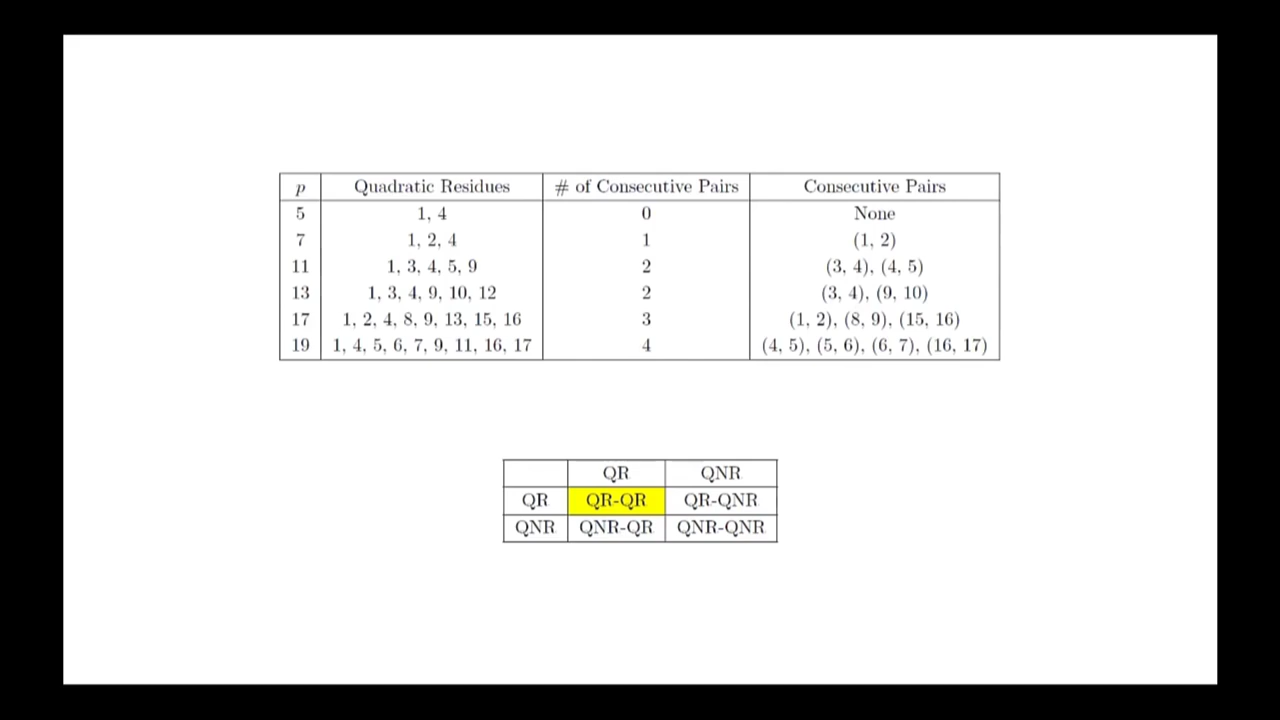 p Quadratic Residues # of Consecutive Pairs Consecutive Pairs
5 1, 4 0 None
7 1, 2, 4 1 (1, 2)
11 1, 3, 4, 5, 9 2 (3, 4), (4, 5)
13 1, 3, 4, 9, 10, 12 2 (3, 4), (9, 10)
17 1, 2, 4, 8, 9, 13, 15, 16 3 (1, 2), (8, 9), (15, 16)
19 1, 4, 5, 6, 7, 9, 11, 16, 17 4 (4, 5), (5, 6), (6, 7), (16, 17)
QR QNR
QR QR-QR QR-QNR
QNR QNR-QR QNR-QNR